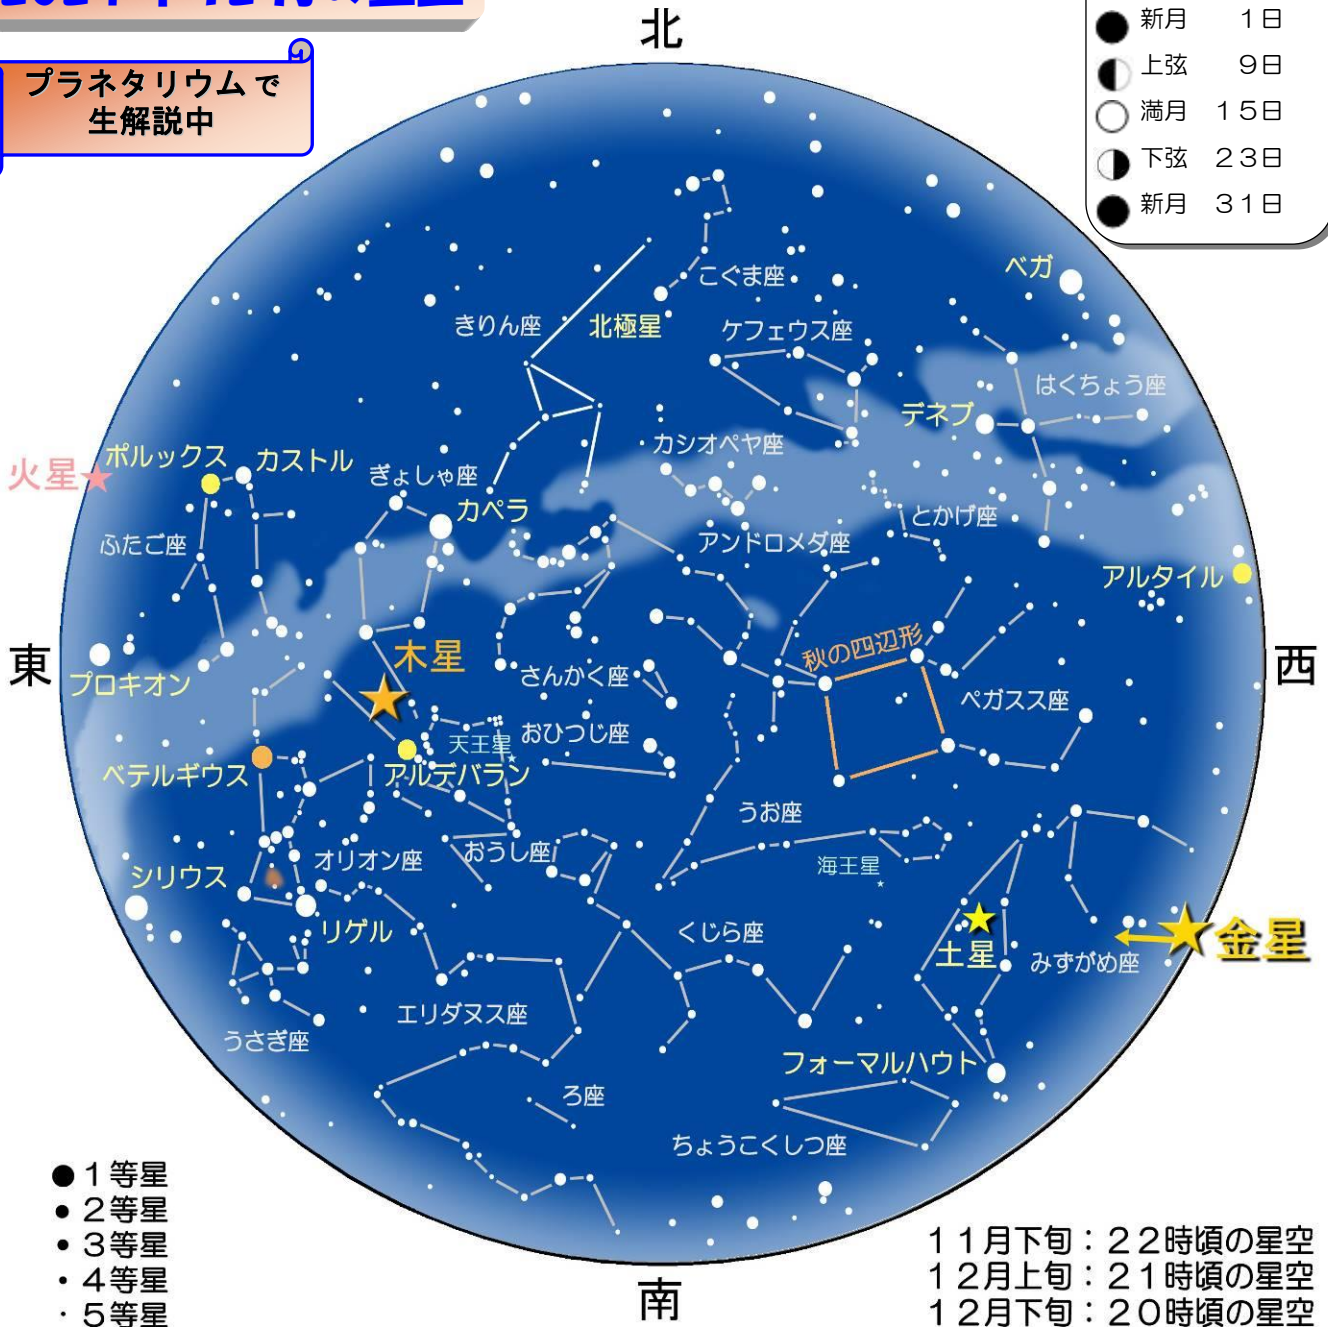 北
プラネタリウムで
生解説中
新月 1日
上弦 9日
満月 15日
下弦 23日
新月 31日
ベガ
こぐま座
きりん座
北極星
ケフェウス座
はくちょう座
デネブ
カシオペヤ座
ポルックス
カストル
火星
ぎょしゃ座
カペラ
とかげ座
アンドロメダ座
ふたご座
アルタイル
東
プロキオン
木星
さんかく座
秋の四辺形
ペガスス座
西
おひつじ座
天王星
アルデバラン
ベテルギウス
うお座
オリオン座
おうし座
海王星
シリウス
リゲル
くじら座
土星
みずがめ座
金星
エリダヌス座
うさぎ座
フォーマルハウト
ろ座
ちょうこくしつ座
●1等星
●2等星
・3等星
・4等星
・5等星
南
11月下旬：22時頃の星空
12月上旬：21時頃の星空
12月下旬：20時頃の星空